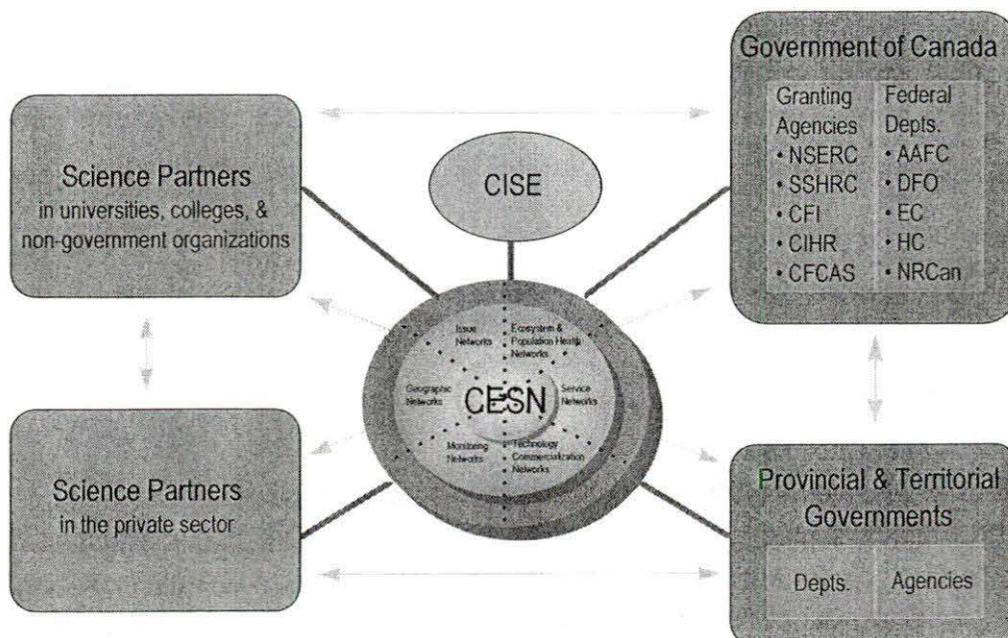 Government of Canada
Granting
Agencies
• NSERC
• SSHRC
• CFI
• CIHR
• CFCAS
Federal
Depts.
• AAFC
• DFO
• EC
• HC
• NRCan
Science Partners
in universities, colleges, &
non-government organizations
CISE
Issue
Networks
Ecosystem &
Population Health
Networks
Geographic
Networks
CESN
Service
Networks
Monitoring
Networks
Technology
Commercialization
Networks
Science Partners
in the private sector
Provincial & Territorial
Governments
Depts.
Agencies